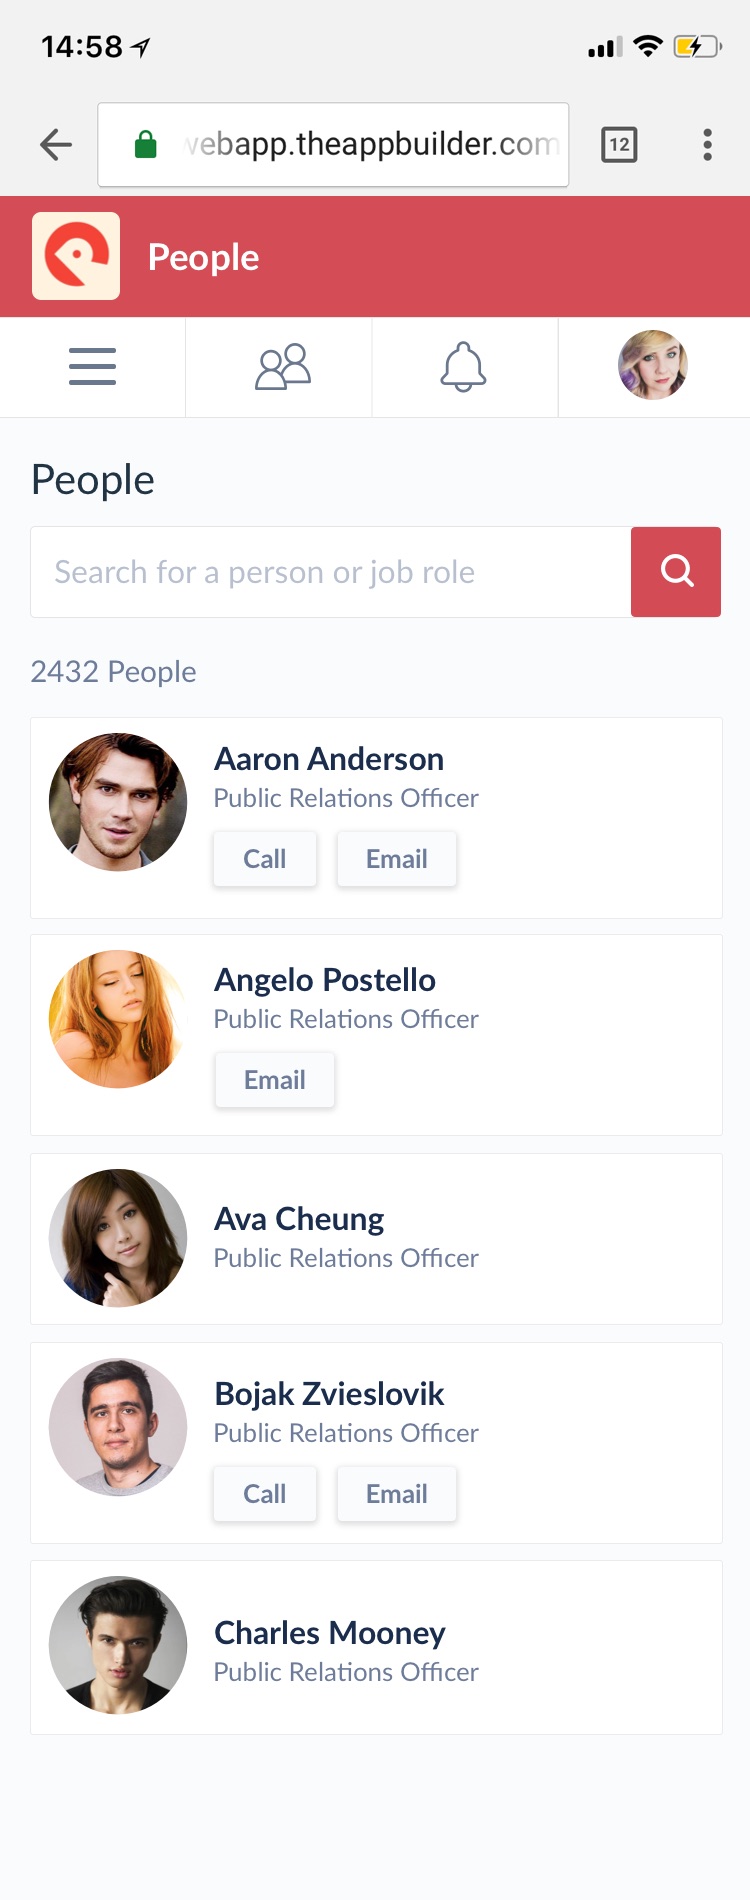 14:58
webapp.theappbuilder.com
12
People
People
Search for a person or job role
2432 People
Aaron Anderson
Public Relations Officer
Call Email
Angelo Postello
Public Relations Officer
Email
Ava Cheung
Public Relations Officer
Bojak Zvieslovik
Public Relations Officer
Call Email
Charles Mooney
Public Relations Officer